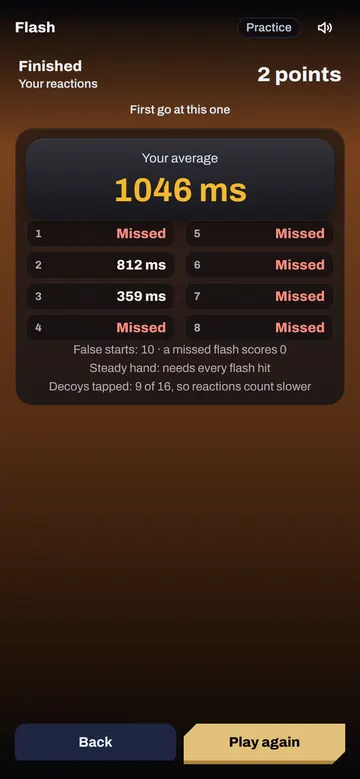 Flash
Practice
Finished
Your reactions
2 points
First go at this one
Your average
1046 ms
1 Missed
5 Missed
2 812 ms
6 Missed
3 359 ms
7 Missed
4 Missed
8 Missed
False starts: 10 · a missed flash scores 0
Steady hand: needs every flash hit
Decoys tapped: 9 of 16, so reactions count slower
Back
Play again